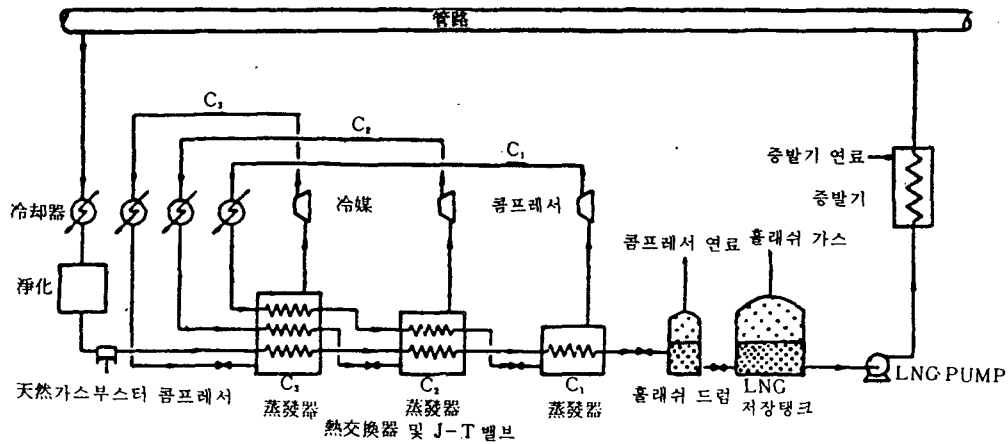 管路
C₃
C₂
C₁
증발기 연료
증발기
冷却器
冷媒
콤프레서
콤프레서 연료
홀래쉬 가스
淨化
天然가스부스터 콤프레서
C₃
蒸發器
C₂
蒸發器
C₁
蒸發器
熱交換器 및 J-T 밸브
홀래쉬 드럼
LNG
저장탱크
LNG PUMP